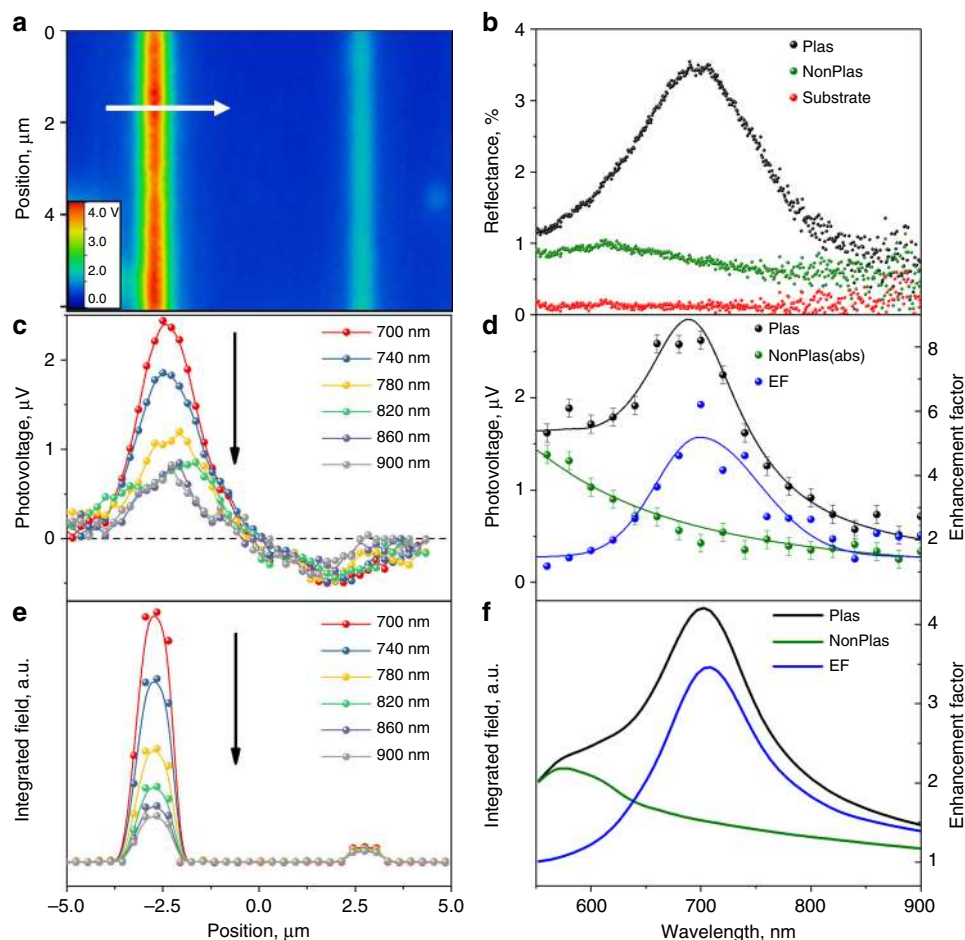 a
0
2
4
Position, μm
4.0 V
3.0
2.0
0.0
b
4
3
2
1
0
Reflectance, %
Plas
NonPlas
Substrate
c
2
1
0
Photovoltage, μV
700 nm
740 nm
780 nm
820 nm
860 nm
900 nm
d
2
1
0
Photovoltage, μV
Plas
NonPlas(abs)
EF
8
6
4
2
Enhancement factor
e
Integrated field, a.u.
700 nm
740 nm
780 nm
820 nm
860 nm
900 nm
−5.0
−2.5
0.0
2.5
5.0
Position, μm
f
Integrated field, a.u.
Plas
NonPlas
EF
4
3
2
1
Enhancement factor
600
700
800
900
Wavelength, nm